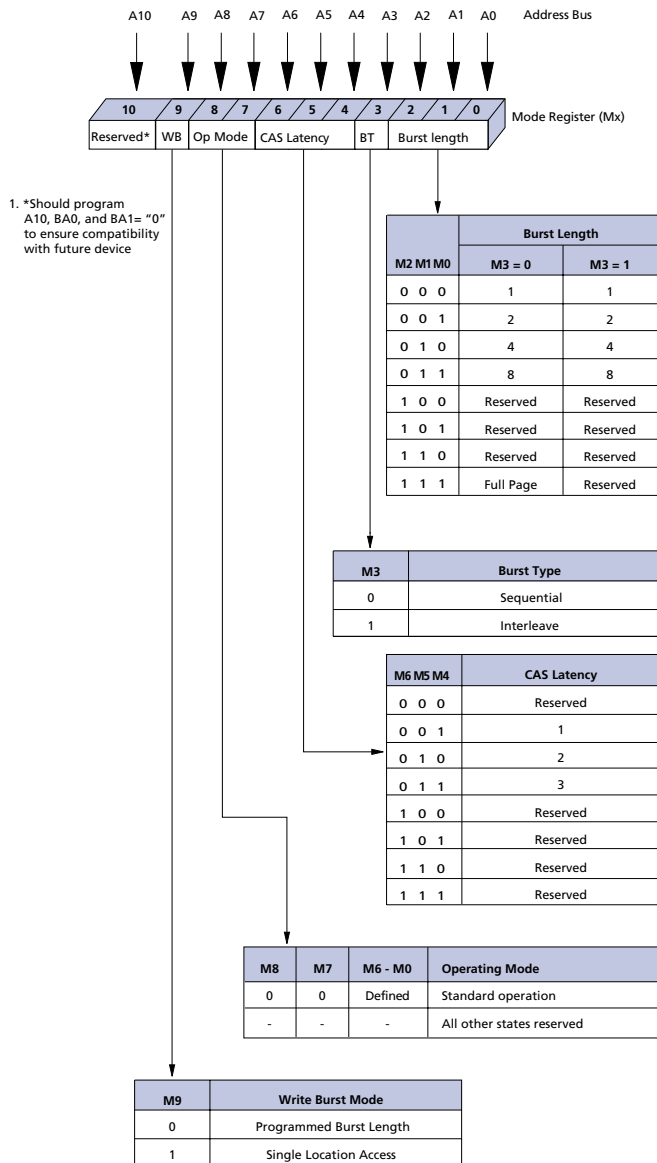 A10 A9 A8 A7 A6 A5 A4 A3 A2 A1 A0 Address Bus
10 9 8 7 6 5 4 3 2 1 0
Mode Register (Mx)
Reserved* WB Op Mode CAS Latency BT Burst length
1. *Should program
A10, BA0, and BA1= “0”
to ensure compatibility
with future device
Burst Length
M2 M1 M0 M3 = 0 M3 = 1
0 0 0 1 1
0 0 1 2 2
0 1 0 4 4
0 1 1 8 8
1 0 0 Reserved Reserved
1 0 1 Reserved Reserved
1 1 0 Reserved Reserved
1 1 1 Full Page Reserved
M3 Burst Type
0 Sequential
1 Interleave
M6 M5 M4 CAS Latency
0 0 0 Reserved
0 0 1 1
0 1 0 2
0 1 1 3
1 0 0 Reserved
1 0 1 Reserved
1 1 0 Reserved
1 1 1 Reserved
M8 M7 M6 - M0 Operating Mode
0 0 Defined Standard operation
- - - All other states reserved
M9 Write Burst Mode
0 Programmed Burst Length
1 Single Location Access